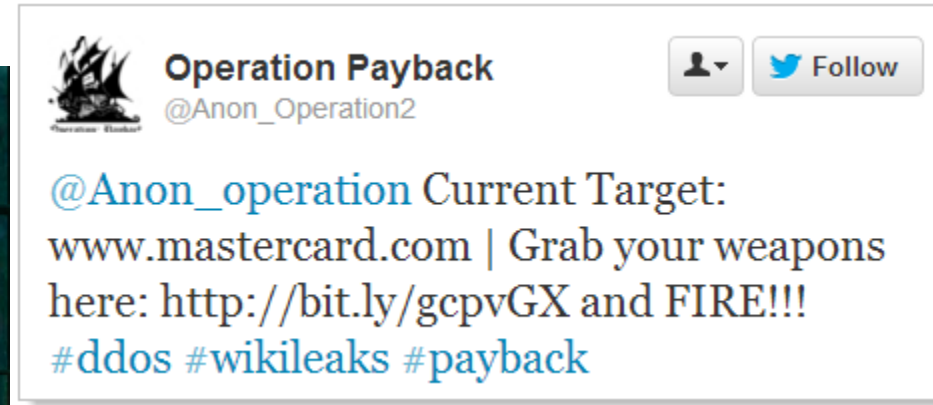 Operation Payback
Follow
@Anon_Operation2
@Anon_operation Current Target:
www.mastercard.com | Grab your weapons
here: http://bit.ly/gcpvGX and FIRE!!!
#ddos #wikileaks #payback